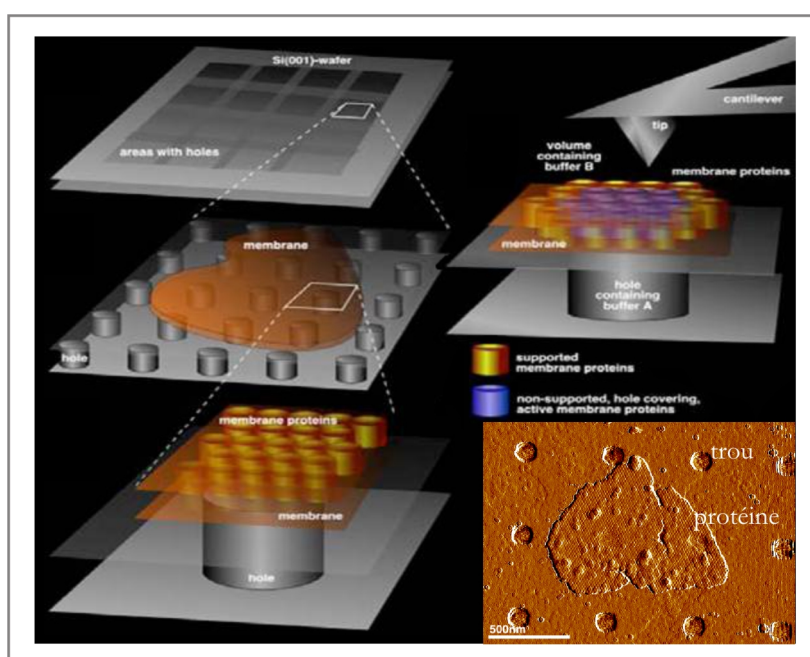 Si(001)-wafer
areas with holes
membrane
hole
membrane proteins
membrane
hole
cantilever
tip
volume
containing
buffer B
membrane proteins
membrane
hole
containing
buffer A
supported
membrane proteins
non-supported, hole covering,
active membrane proteins
trou
protéine
500nm